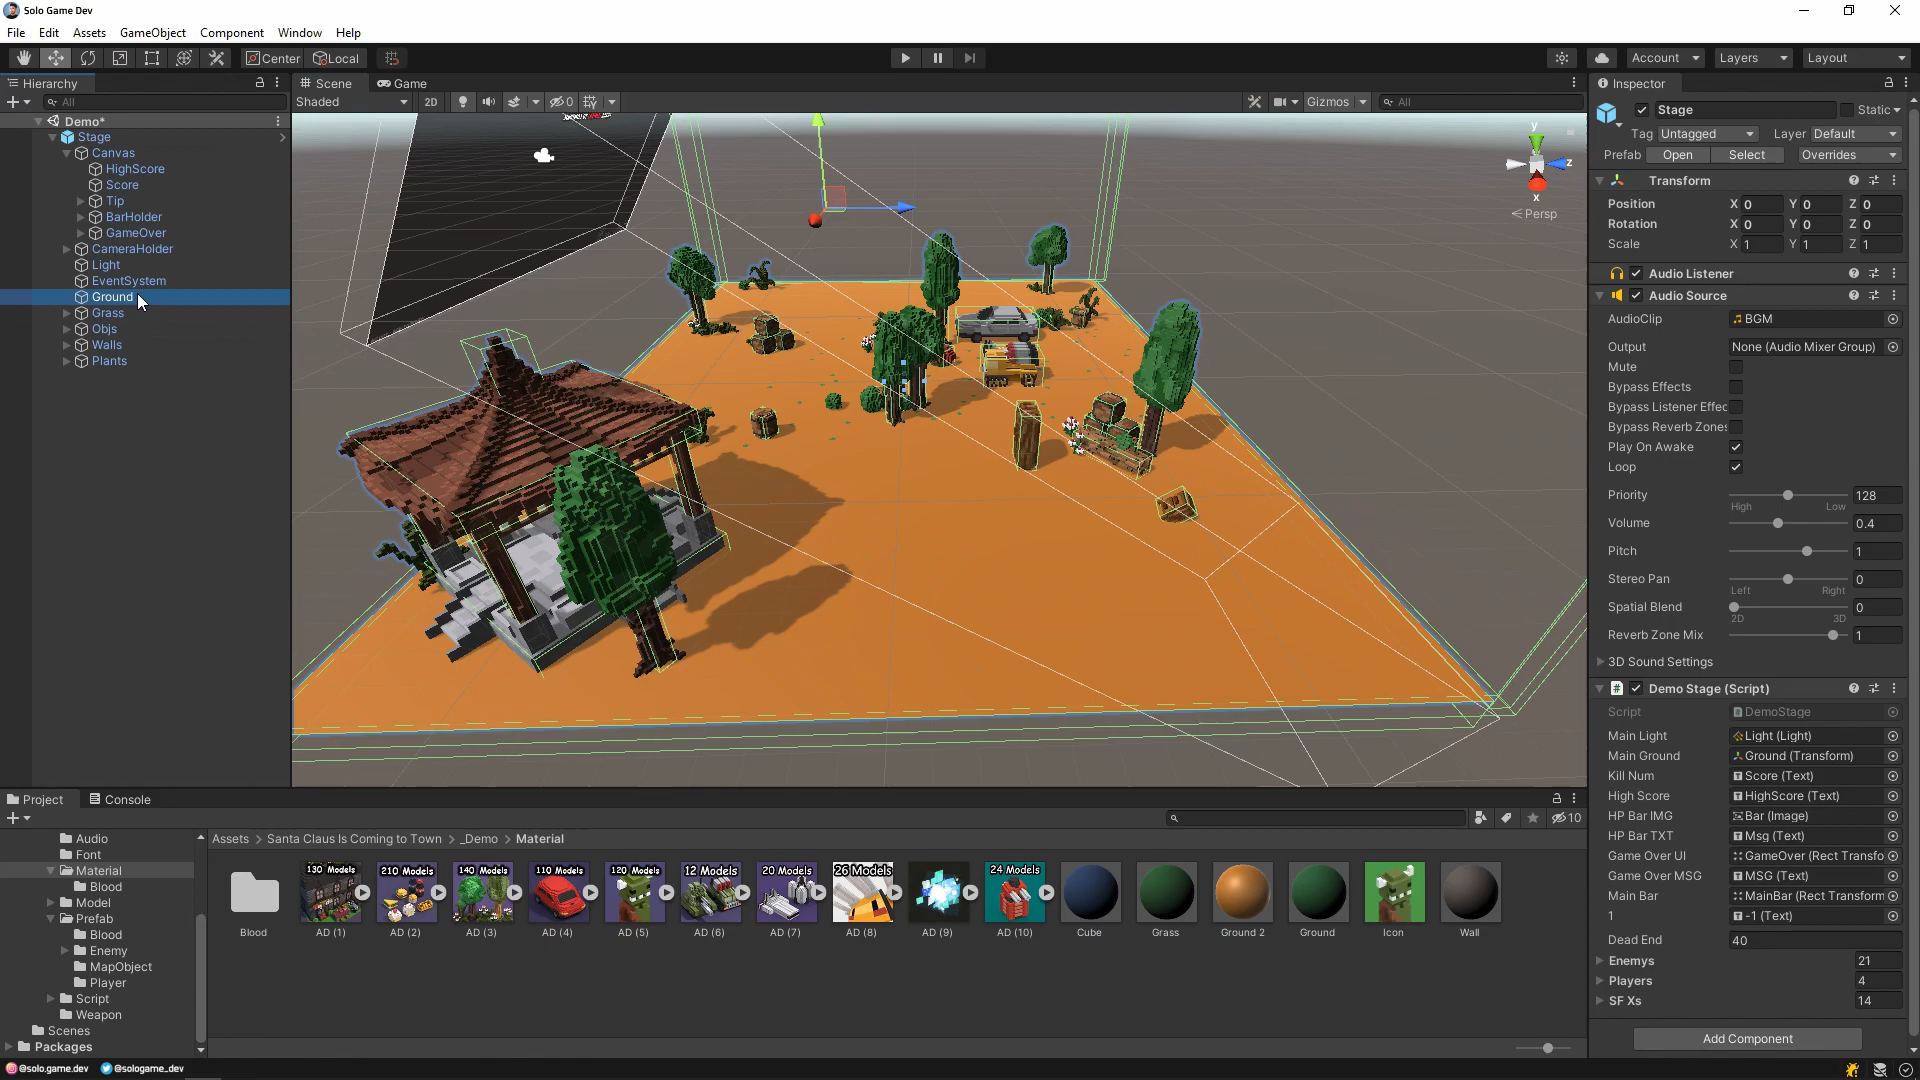 Solo Game Dev
File Edit Assets GameObject Component Window Help
Center Local Account Layers Layout
Hierarchy
All
Demo*
Stage
Canvas
HighScore
Score
Tip
BarHolder
GameOver
CameraHolder
Light
EventSystem
Ground
Grass
Objs
Walls
Plants
Scene Game
Shaded 2D 0 Gizmos All
y
z
x
Persp
Inspector
Stage Static
Tag Untagged Layer Default
Prefab Open Select Overrides
Transform
Position X 0 Y 0 Z 0
Rotation X 0 Y 0 Z 0
Scale X 1 Y 1 Z 1
Audio Listener
Audio Source
AudioClip BGM
Output None (Audio Mixer Group)
Mute
Bypass Effects
Bypass Listener Effec
Bypass Reverb Zones
Play On Awake
Loop
Priority 128
High Low
Volume 0.4
Pitch 1
Stereo Pan 0
Left Right
Spatial Blend 0
2D 3D
Reverb Zone Mix 1
3D Sound Settings
# Demo Stage (Script)
Script DemoStage
Main Light Light (Light)
Main Ground Ground (Transform)
Kill Num Score (Text)
High Score HighScore (Text)
HP Bar IMG Bar (Image)
HP Bar TXT Msg (Text)
Game Over UI GameOver (Rect Transfo
Game Over MSG MSG (Text)
Main Bar MainBar (Rect Transform
1 -1 (Text)
Dead End 40
Enemys 21
Players 4
SF Xs 14
Add Component
Project Console
10
Audio
Font
Material
Blood
Model
Prefab
Blood
Enemy
MapObject
Player
Script
Weapon
Scenes
Packages
Assets > Santa Claus Is Coming to Town > _Demo > Material
130 Models 210 Models 140 Models 110 Models 120 Models 12 Models 20 Models 26 Models 24 Models
Blood AD (1) AD (2) AD (3) AD (4) AD (5) AD (6) AD (7) AD (8) AD (9) AD (10) Cube Grass Ground 2 Ground Icon Wall
@solo.game.dev @sologame_dev